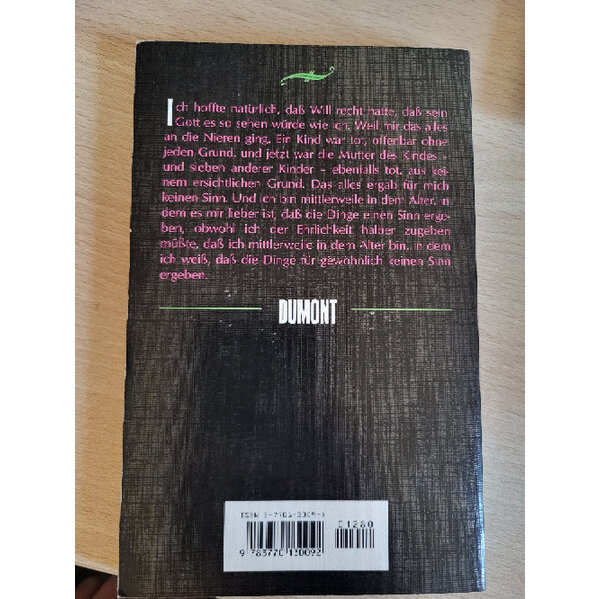 Ich hoffte natürlich, daß Will recht hatte, daß sein
Gott es so sehen würde wie ich. Weil mir das alles
an die Nieren ging. Ein Kind war tot, offenbar ohne
jeden Grund, und jetzt war die Mutter des Kindes –
und sieben anderer Kinder – ebenfalls tot, aus kei-
nem ersichtlichen Grund. Das alles ergab für mich
keinen Sinn. Und ich bin mittlerweile in dem Alter, in
dem es mir lieber ist, daß die Dinge einen Sinn erge-
ben, obwohl ich der Ehrlichkeit halber zugeben
müßte, daß ich mittlerweile in dem Alter bin, in dem
ich weiß, daß die Dinge für gewöhnlich keinen Sinn
ergeben.
DUMONT
ISBN
01280
9 783770 130092